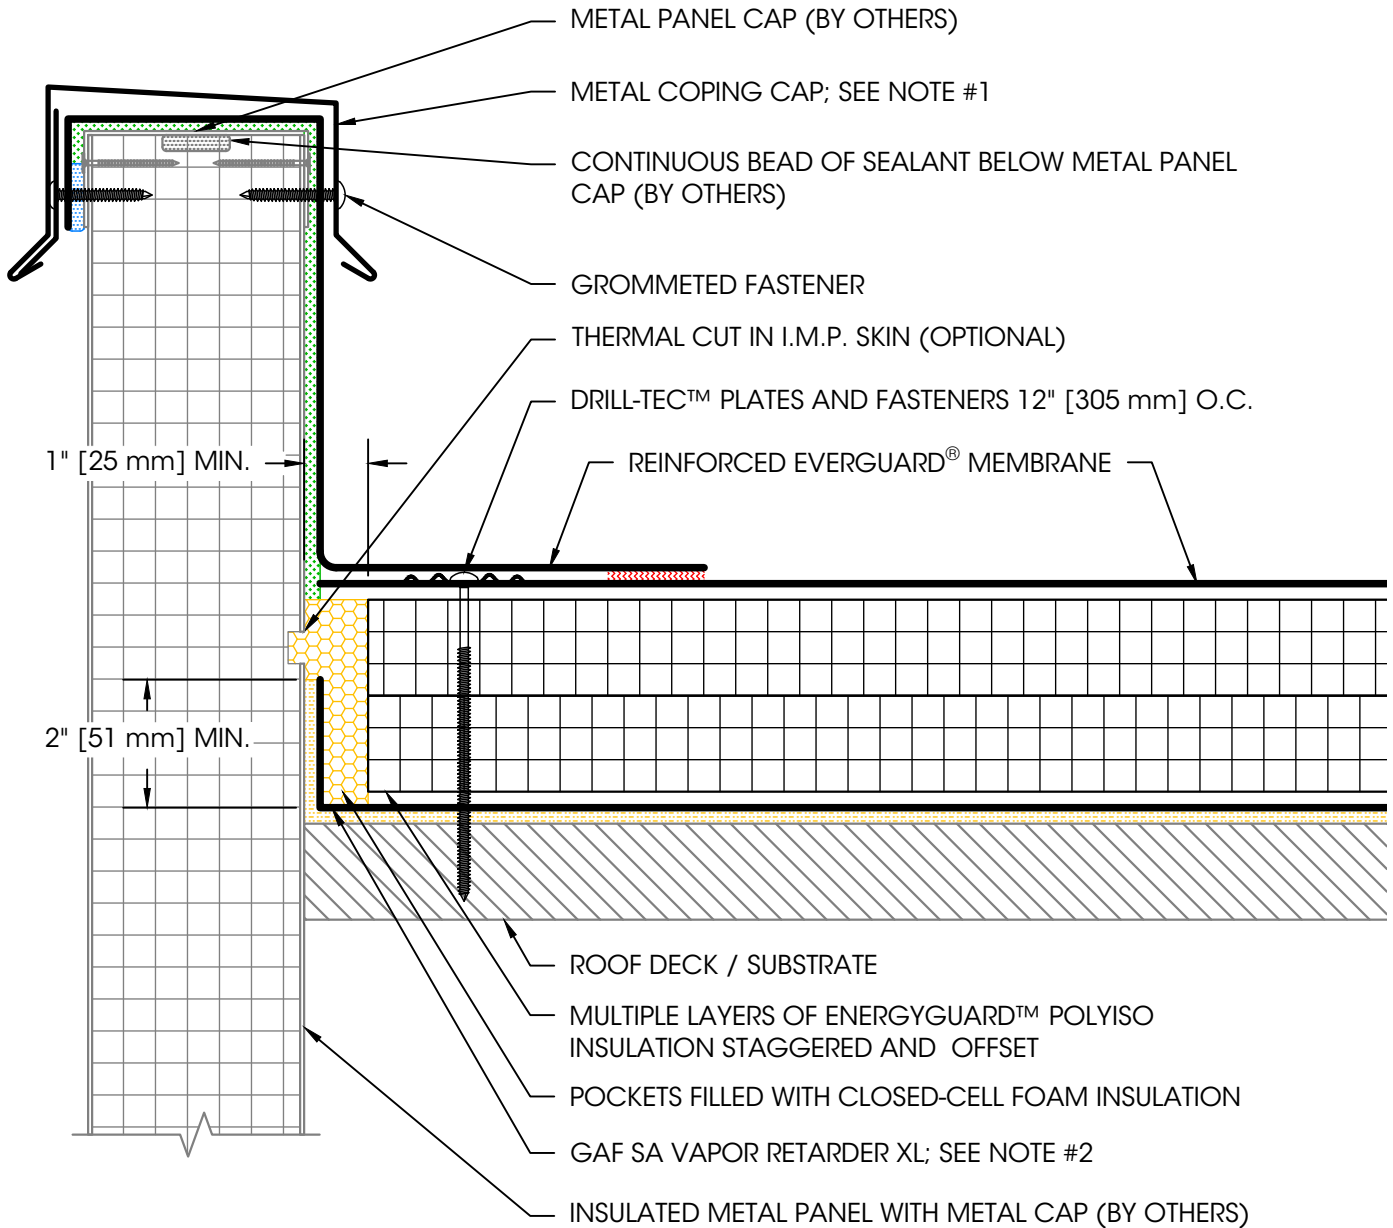 METAL PANEL CAP (BY OTHERS)
METAL COPING CAP; SEE NOTE #1
CONTINUOUS BEAD OF SEALANT BELOW METAL PANEL
CAP (BY OTHERS)
GROMMETED FASTENER
THERMAL CUT IN I.M.P. SKIN (OPTIONAL)
DRILL-TEC™ PLATES AND FASTENERS 12" [305 mm] O.C.
1" [25 mm] MIN.
REINFORCED EVERGUARD® MEMBRANE
2" [51 mm] MIN.
ROOF DECK / SUBSTRATE
MULTIPLE LAYERS OF ENERGYGUARD™ POLYISO
INSULATION STAGGERED AND OFFSET
POCKETS FILLED WITH CLOSED-CELL FOAM INSULATION
GAF SA VAPOR RETARDER XL; SEE NOTE #2
INSULATED METAL PANEL WITH METAL CAP (BY OTHERS)